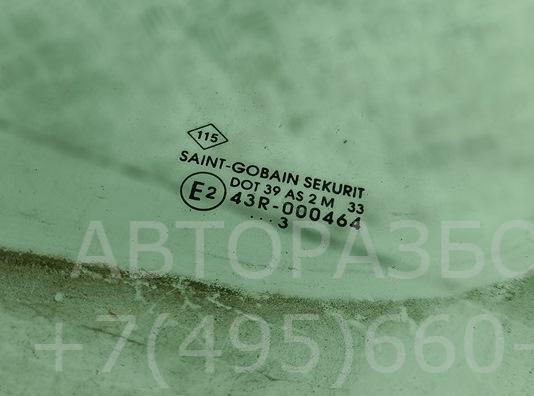 115
SAINT-GOBAIN SEKURIT
DOT 39 AS 2 M 33
E2 43R-000464
... 3
АВТОРАЗБО
+7(495)660-